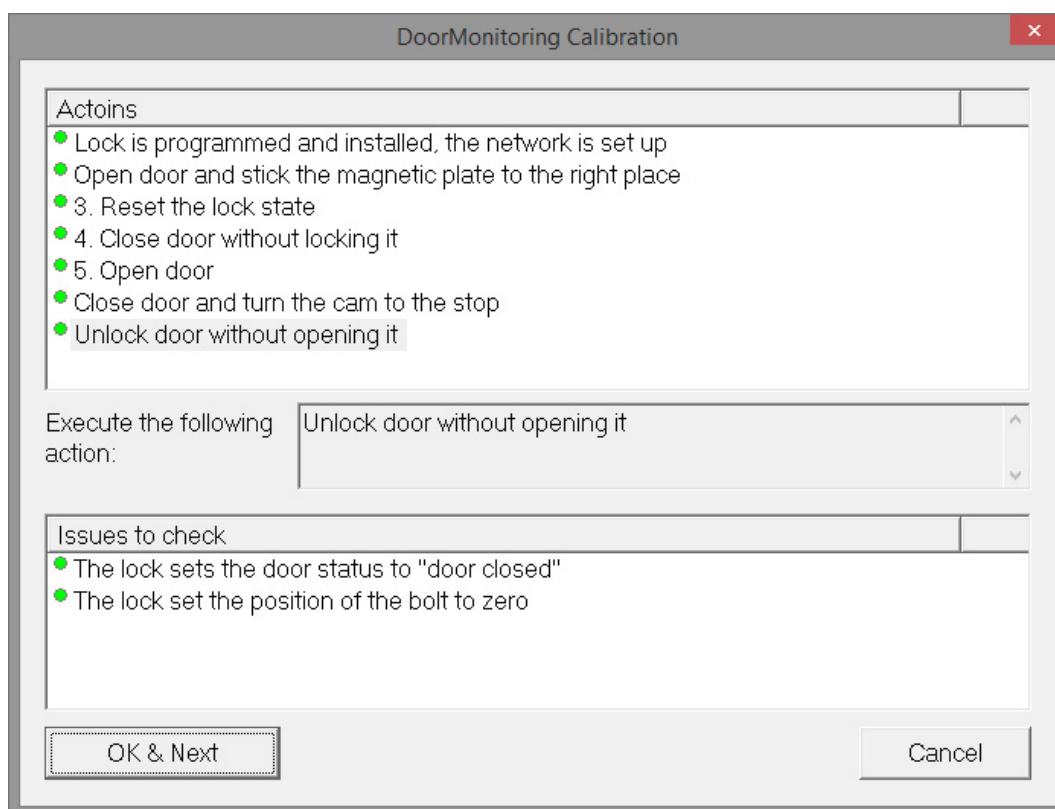 DoorMonitoring Calibration
Actoins
Lock is programmed and installed, the network is set up
Open door and stick the magnetic plate to the right place
3. Reset the lock state
4. Close door without locking it
5. Open door
Close door and turn the cam to the stop
Unlock door without opening it
Execute the following
action:
Unlock door without opening it
Issues to check
The lock sets the door status to "door closed"
The lock set the position of the bolt to zero
OK & Next
Cancel